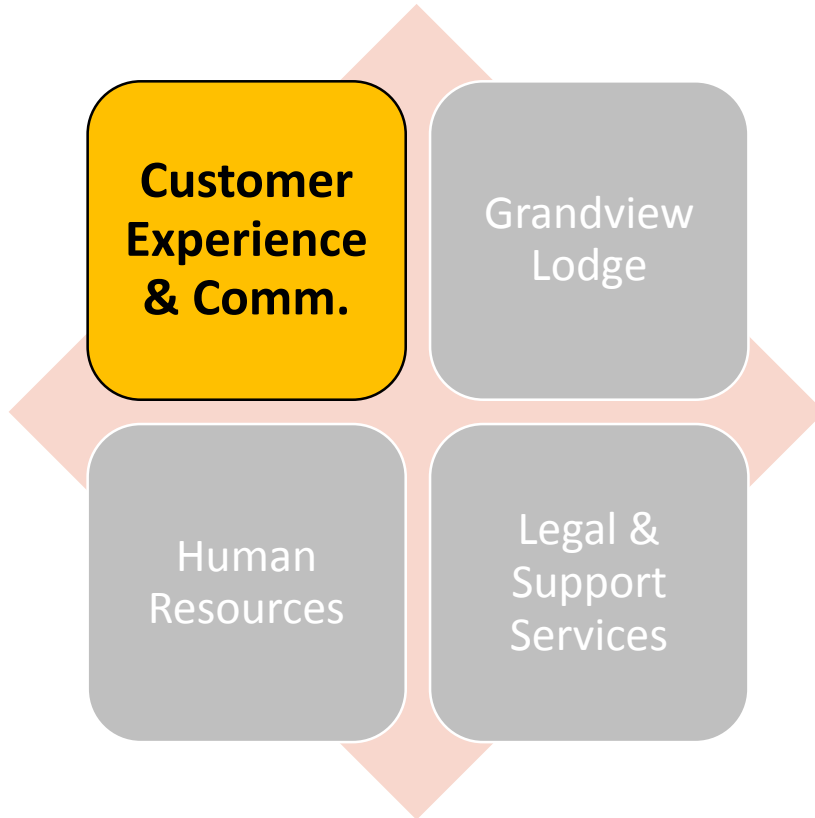 Customer
Experience
& Comm.
Grandview
Lodge
Human
Resources
Legal &
Support
Services